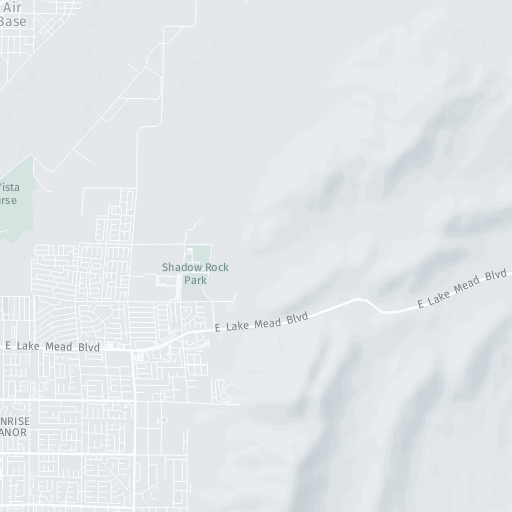 Air
Base
Vista
urse
Shadow Rock
Park
E Lake Mead Blvd
E Lake Mead Blvd
E Lake Mead Blvd
NRISE
ANOR